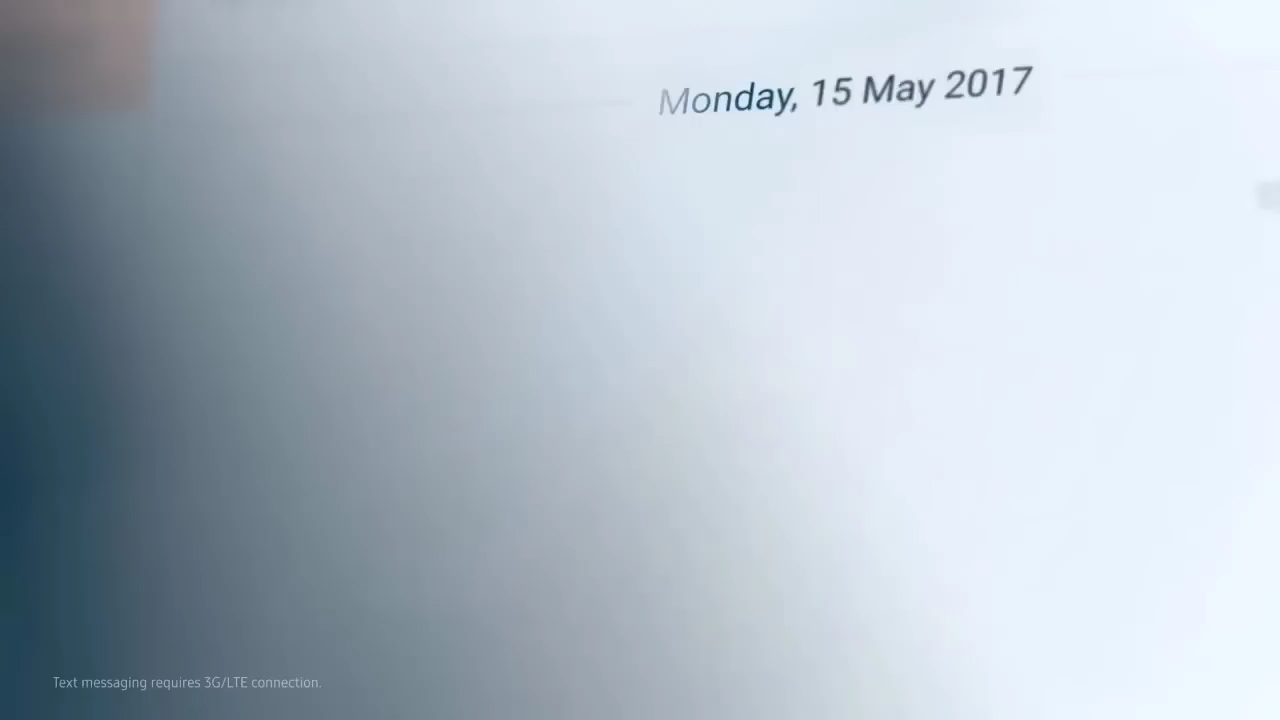 Monday, 15 May 2017
Text messaging requires 3G/LTE connection.